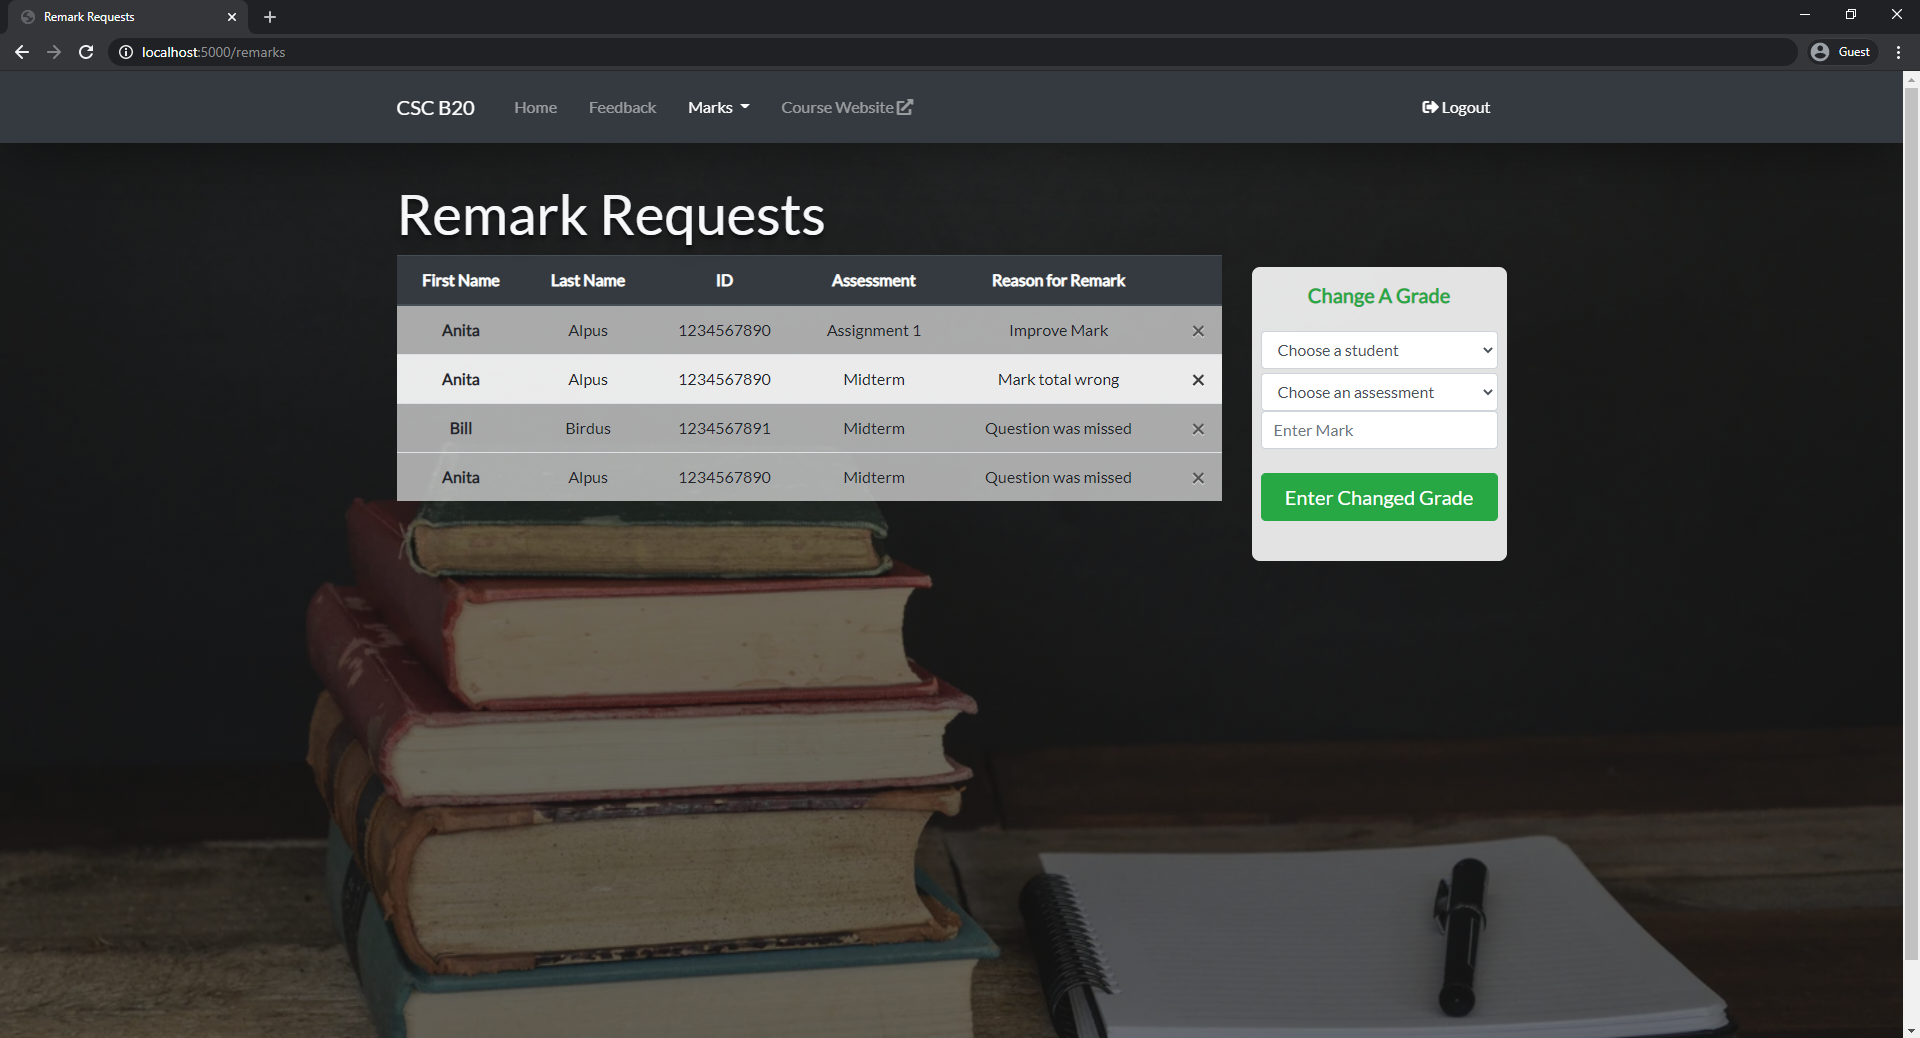 Remark Requests
localhost:5000/remarks
Guest
CSC B20 Home Feedback Marks Course Website Logout
Remark Requests
First Name Last Name ID Assessment Reason for Remark
Anita Alpus 1234567890 Assignment 1 Improve Mark
Anita Alpus 1234567890 Midterm Mark total wrong
Bill Birdus 1234567891 Midterm Question was missed
Anita Alpus 1234567890 Midterm Question was missed
Change A Grade
Choose a student
Choose an assessment
Enter Mark
Enter Changed Grade